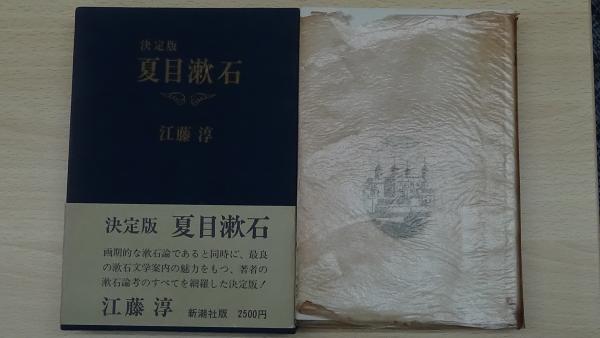 決定版
夏目漱石
江藤淳
決定版 夏目漱石
画期的な漱石論であると同時に、最良
の漱石文学案内の魅力をもつ、著者の
漱石論考のすべてを網羅した決定版!
江藤淳 新潮社版 2500円